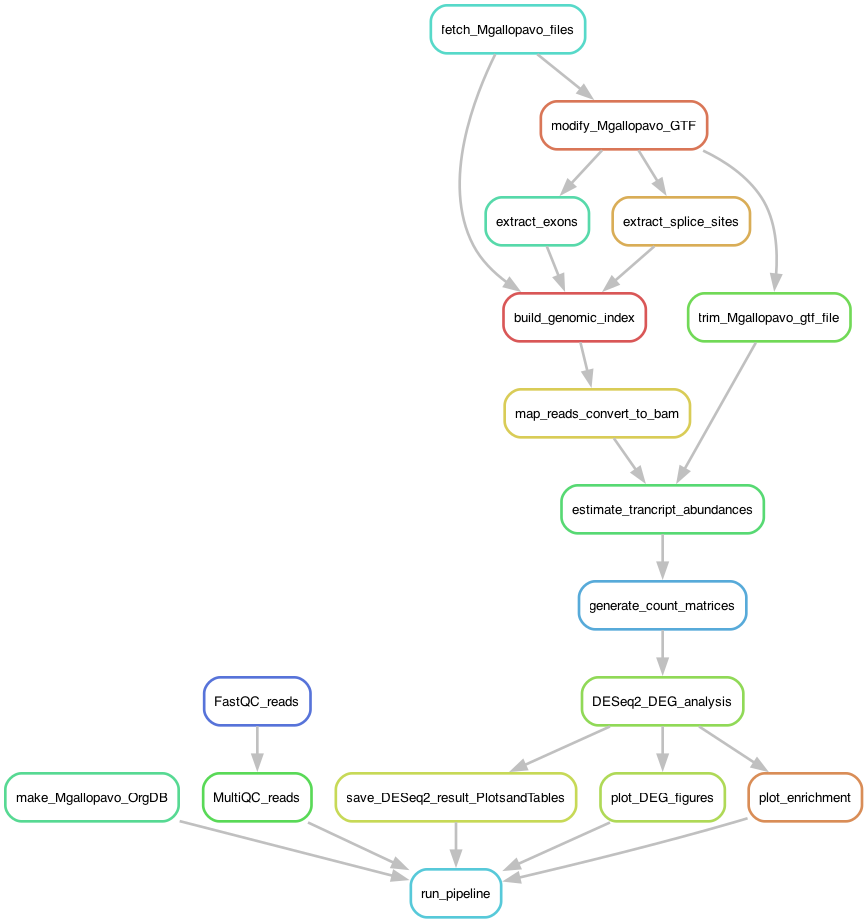 fetch_Mgallopavo_files
modify_Mgallopavo_GTF
extract_exons
extract_splice_sites
build_genomic_index
trim_Mgallopavo_gtf_file
map_reads_convert_to_bam
estimate_trancript_abundances
generate_count_matrices
FastQC_reads
DESeq2_DEG_analysis
make_Mgallopavo_OrgDB
MultiQC_reads
save_DESeq2_result_PlotsandTables
plot_DEG_figures
plot_enrichment
run_pipeline